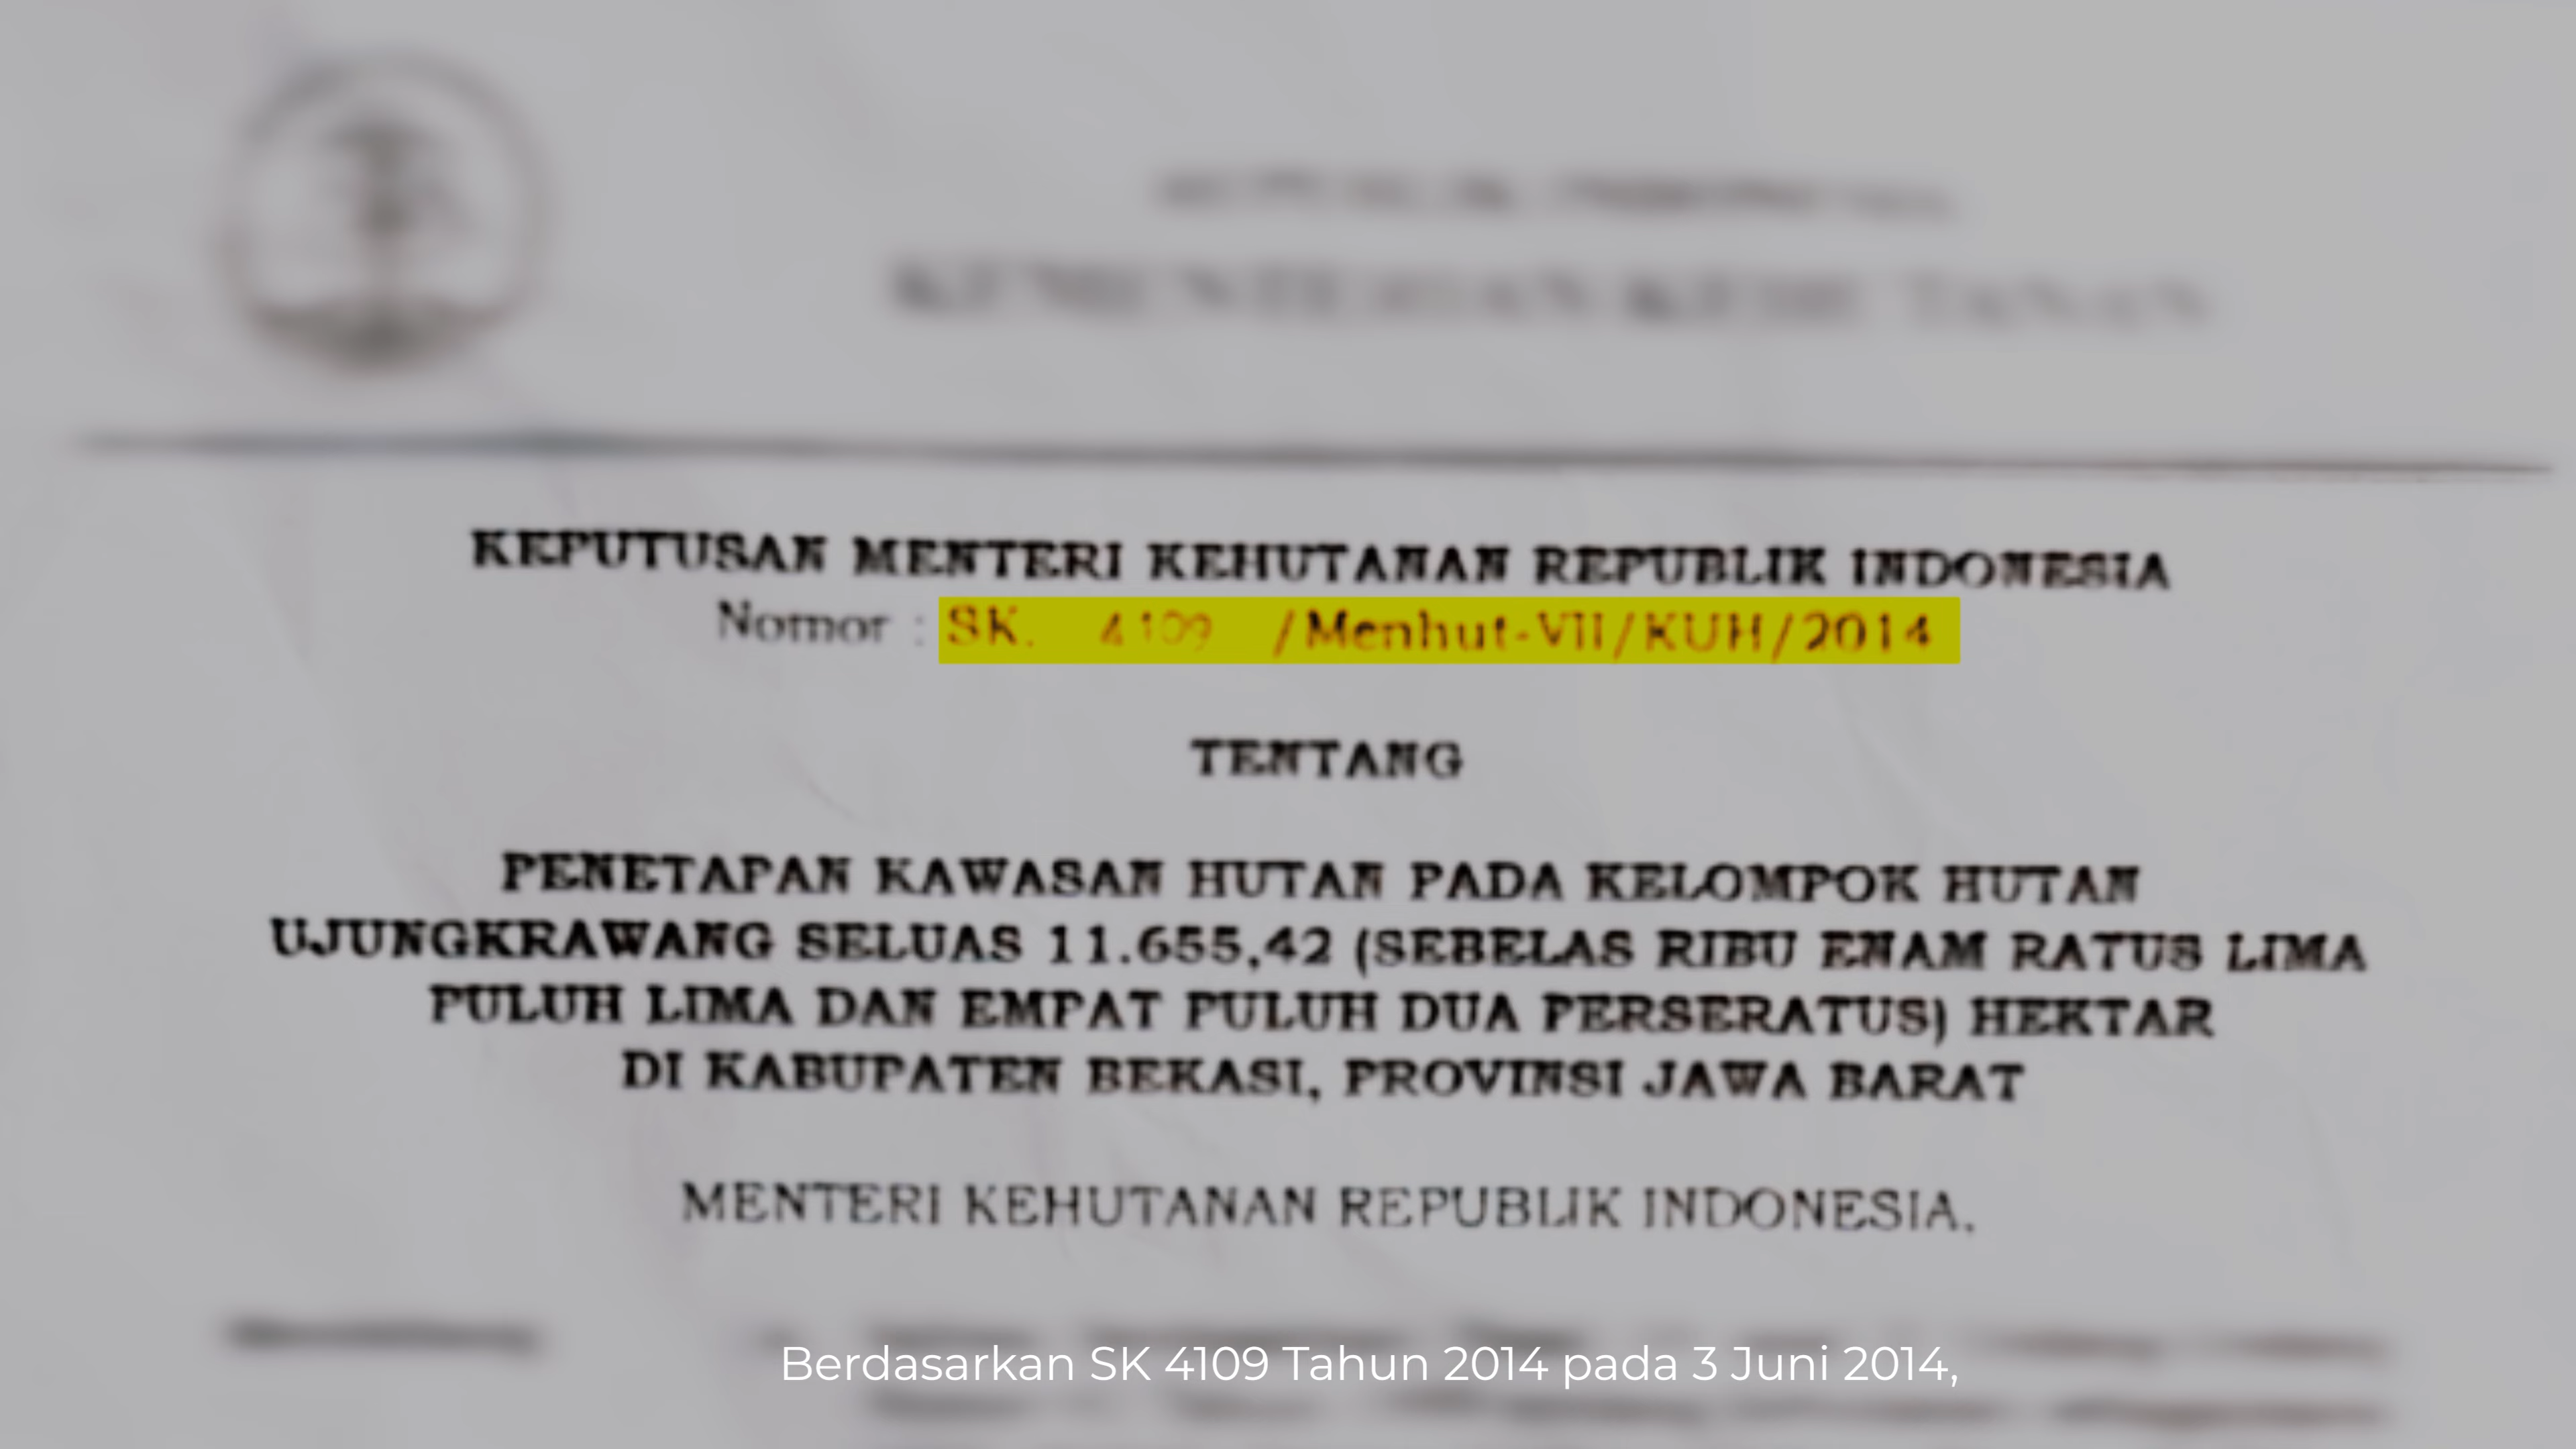 KEMENTERIAN KEHUTANAN
KEPUTUSAN MENTERI KEHUTANAN REPUBLIK INDONESIA
Nomor : SK. 4109 /Menhut-VII/KUH/2014
TENTANG
PENETAPAN KAWASAN HUTAN PADA KELOMPOK HUTAN
UJUNGKRAWANG SELUAS 11.655,42 (SEBELAS RIBU ENAM RATUS LIMA
PULUH LIMA DAN EMPAT PULUH DUA PERSERATUS) HEKTAR
DI KABUPATEN BEKASI, PROVINSI JAWA BARAT
MENTERI KEHUTANAN REPUBLIK INDONESIA,
Berdasarkan SK 4109 Tahun 2014 pada 3 Juni 2014,